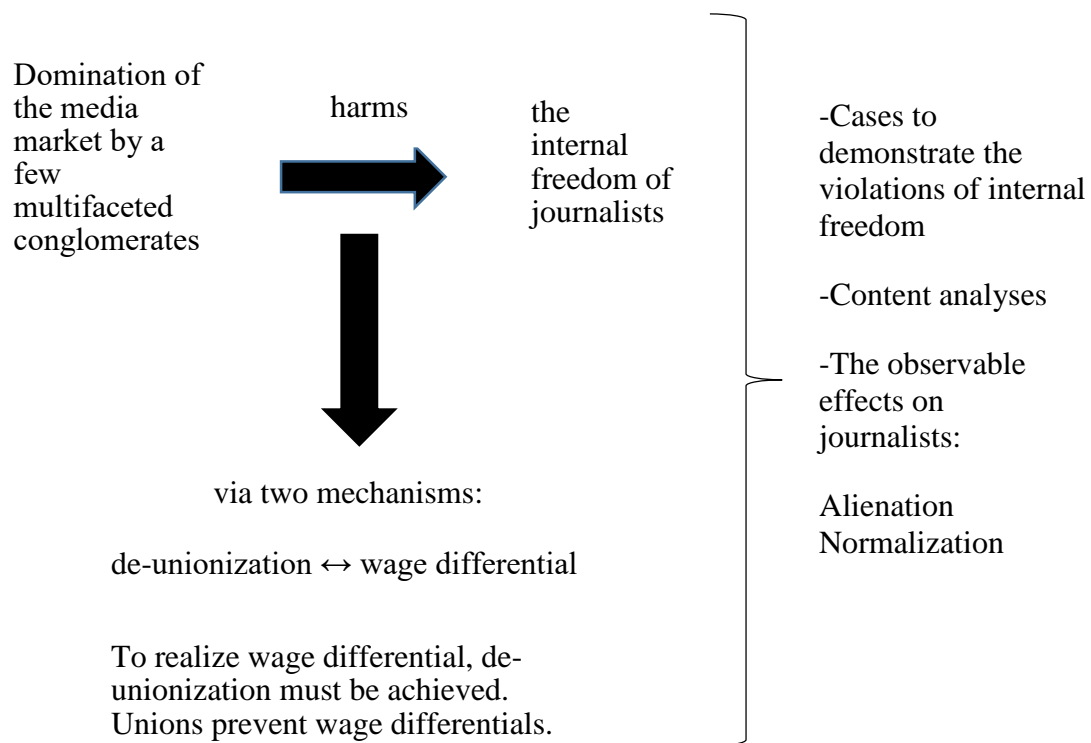 Domination of
the media
market by a
few
multifaceted
conglomerates
harms
the
internal
freedom of
journalists
via two mechanisms:
de-unionization ↔ wage differential
To realize wage differential, de-
unionization must be achieved.
Unions prevent wage differentials.
-Cases to
demonstrate the
violations of internal
freedom
-Content analyses
-The observable
effects on
journalists:
Alienation
Normalization